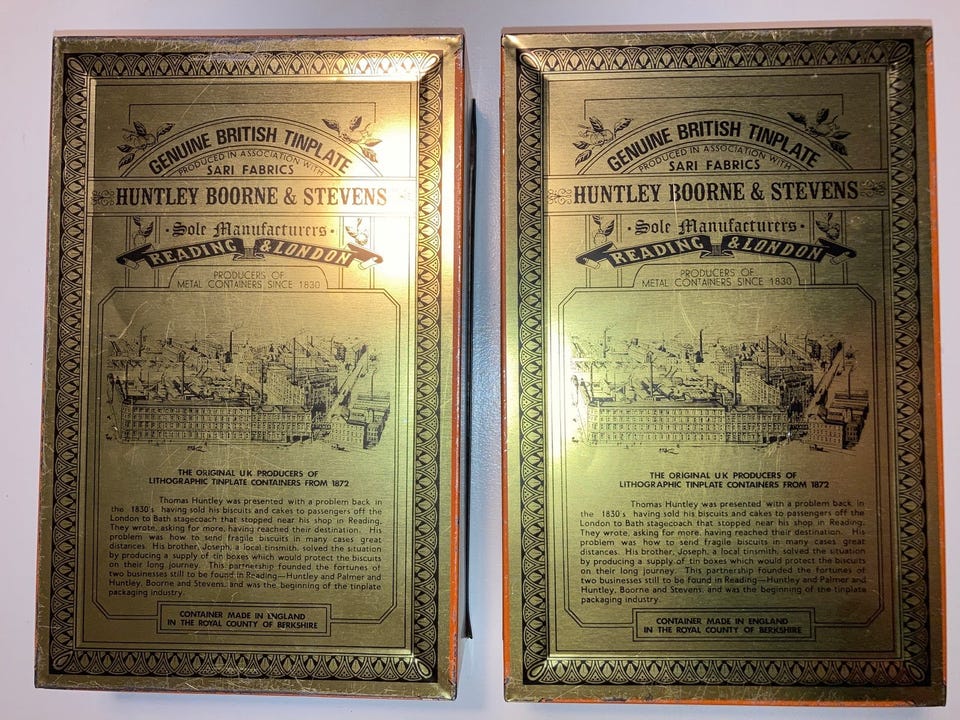 GENUINE BRITISH TINPLATE
PRODUCED IN ASSOCIATION WITH
SARI FABRICS
HUNTLEY BOORNE & STEVENS
· Sole Manufacturers ·
READING & LONDON
PRODUCERS OF
METAL CONTAINERS SINCE 1830
THE ORIGINAL U K PRODUCERS OF
LITHOGRAPHIC TINPLATE CONTAINERS FROM 1872
Thomas Huntley was presented with a problem back in
the 1830's having sold his biscuits and cakes to passengers off the
London to Bath stagecoach that stopped near his shop in Reading.
They wrote, asking for more, having reached their destination. His
problem was how to send fragile biscuits in many cases great
distances. His brother, Joseph, a local tinsmith, solved the situation
by producing a supply of tin boxes which would protect the biscuits
on their long journey. This partnership founded the fortunes of
two businesses still to be found in Reading—Huntley and Palmer and
Huntley, Boorne and Stevens, and was the beginning of the tinplate
packaging industry.
CONTAINER MADE IN ENGLAND
IN THE ROYAL COUNTY OF BERKSHIRE
GENUINE BRITISH TINPLATE
PRODUCED IN ASSOCIATION WITH
SARI FABRICS
HUNTLEY BOORNE & STEVENS
· Sole Manufacturers ·
READING & LONDON
PRODUCERS OF
METAL CONTAINERS SINCE 1830
THE ORIGINAL U K PRODUCERS OF
LITHOGRAPHIC TINPLATE CONTAINERS FROM 1872
Thomas Huntley was presented with a problem back in
the 1830's having sold his biscuits and cakes to passengers off the
London to Bath stagecoach that stopped near his shop in Reading.
They wrote, asking for more, having reached their destination. His
problem was how to send fragile biscuits in many cases great
distances. His brother, Joseph, a local tinsmith, solved the situation
by producing a supply of tin boxes which would protect the biscuits
on their long journey. This partnership founded the fortunes of
two businesses still to be found in Reading—Huntley and Palmer and
Huntley, Boorne and Stevens, and was the beginning of the tinplate
packaging industry.
CONTAINER MADE IN ENGLAND
IN THE ROYAL COUNTY OF BERKSHIRE